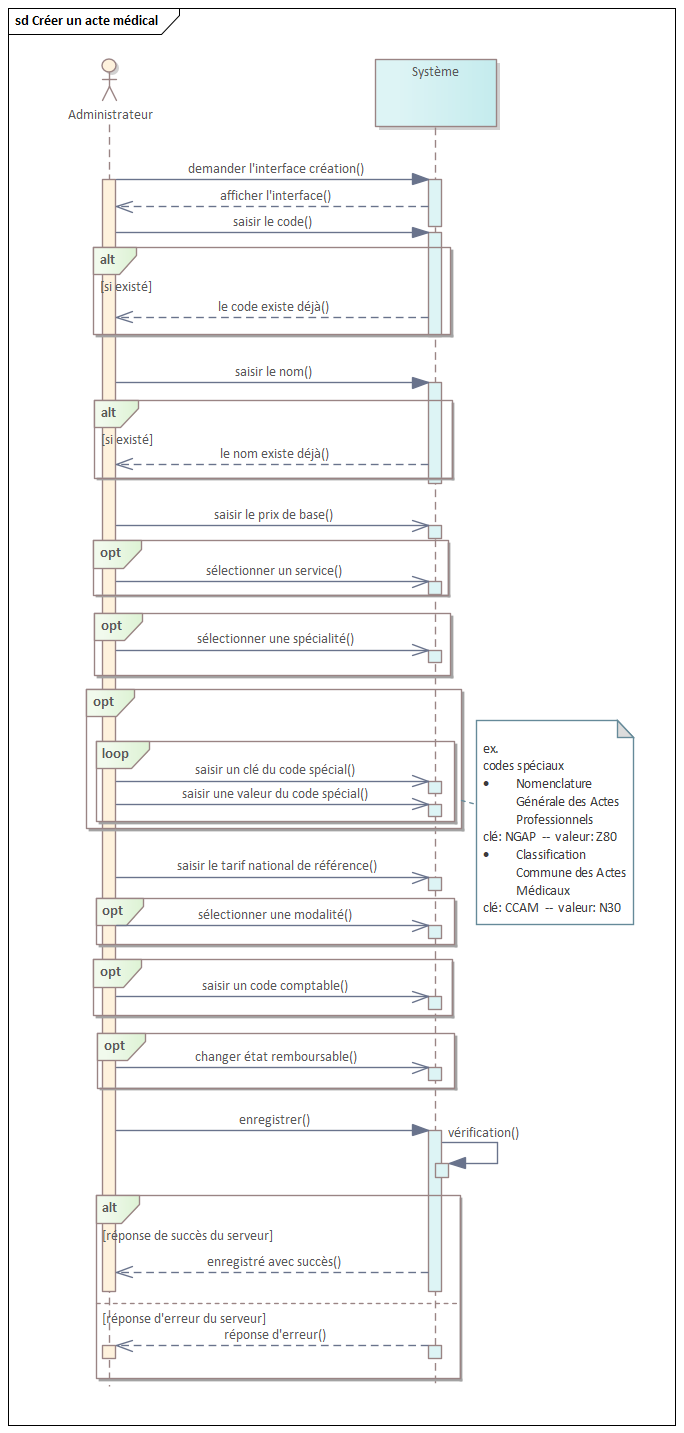 sd Créer un acte médical
Système
Administrateur
demander l'interface création()
afficher l'interface()
saisir le code()
alt
[si existé]
le code existe déjà()
saisir le nom()
alt
[si existé]
le nom existe déjà()
saisir le prix de base()
opt
sélectionner un service()
opt
sélectionner une spécialité()
opt
loop
saisir un clé du code spécial()
saisir une valeur du code spécial()
ex.
codes spéciaux
• Nomenclature
Générale des Actes
Professionnels
clé: NGAP -- valeur: Z80
• Classification
Commune des Actes
Médicaux
clé: CCAM -- valeur: N30
saisir le tarif national de référence()
opt
sélectionner une modalité()
opt
saisir un code comptable()
opt
changer état remboursable()
enregistrer()
vérification()
alt
[réponse de succès du serveur]
enregistré avec succès()
[réponse d'erreur du serveur]
réponse d'erreur()